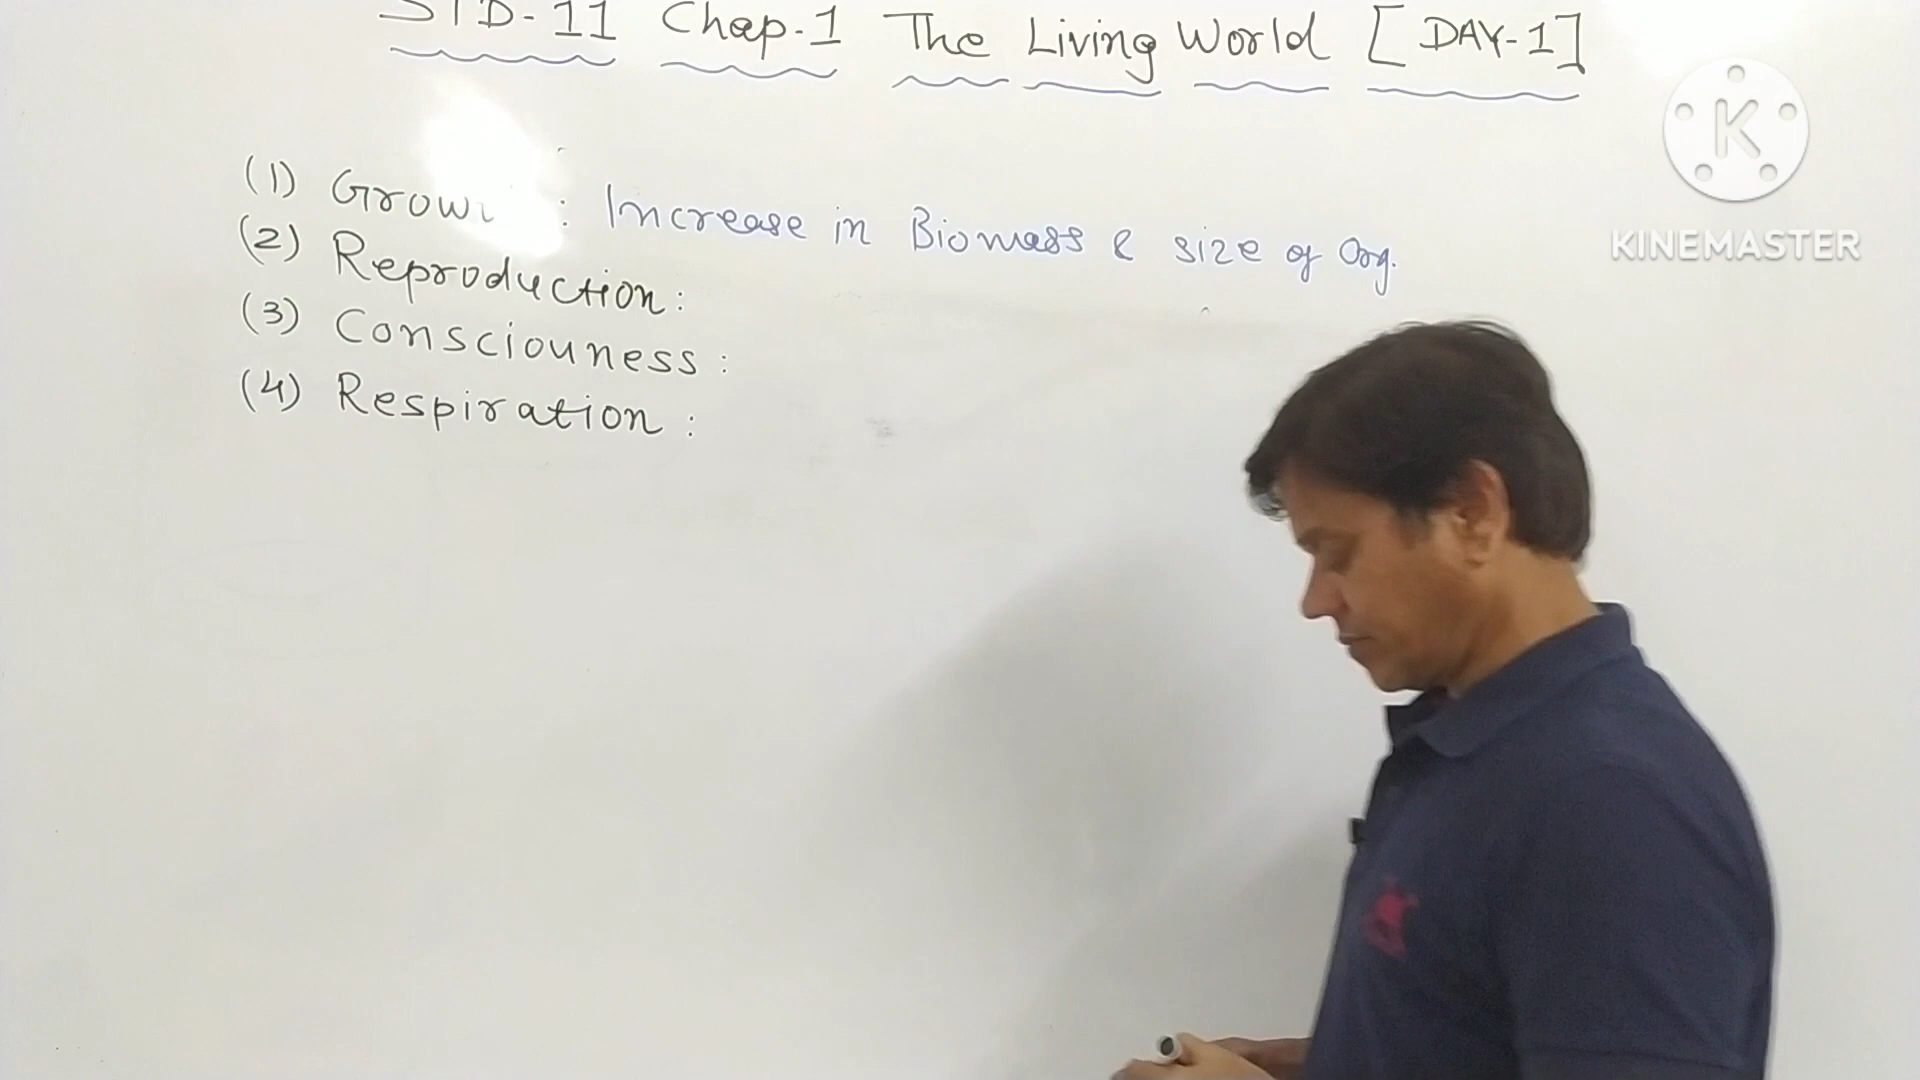 STD-11 Chap.1 The Living World [DAY-1]
(1) Grow : Increase in Biomass & size of Org.
(2) Reproduction:
(3) Consciouness:
(4) Respiration:
K
KINEMASTER